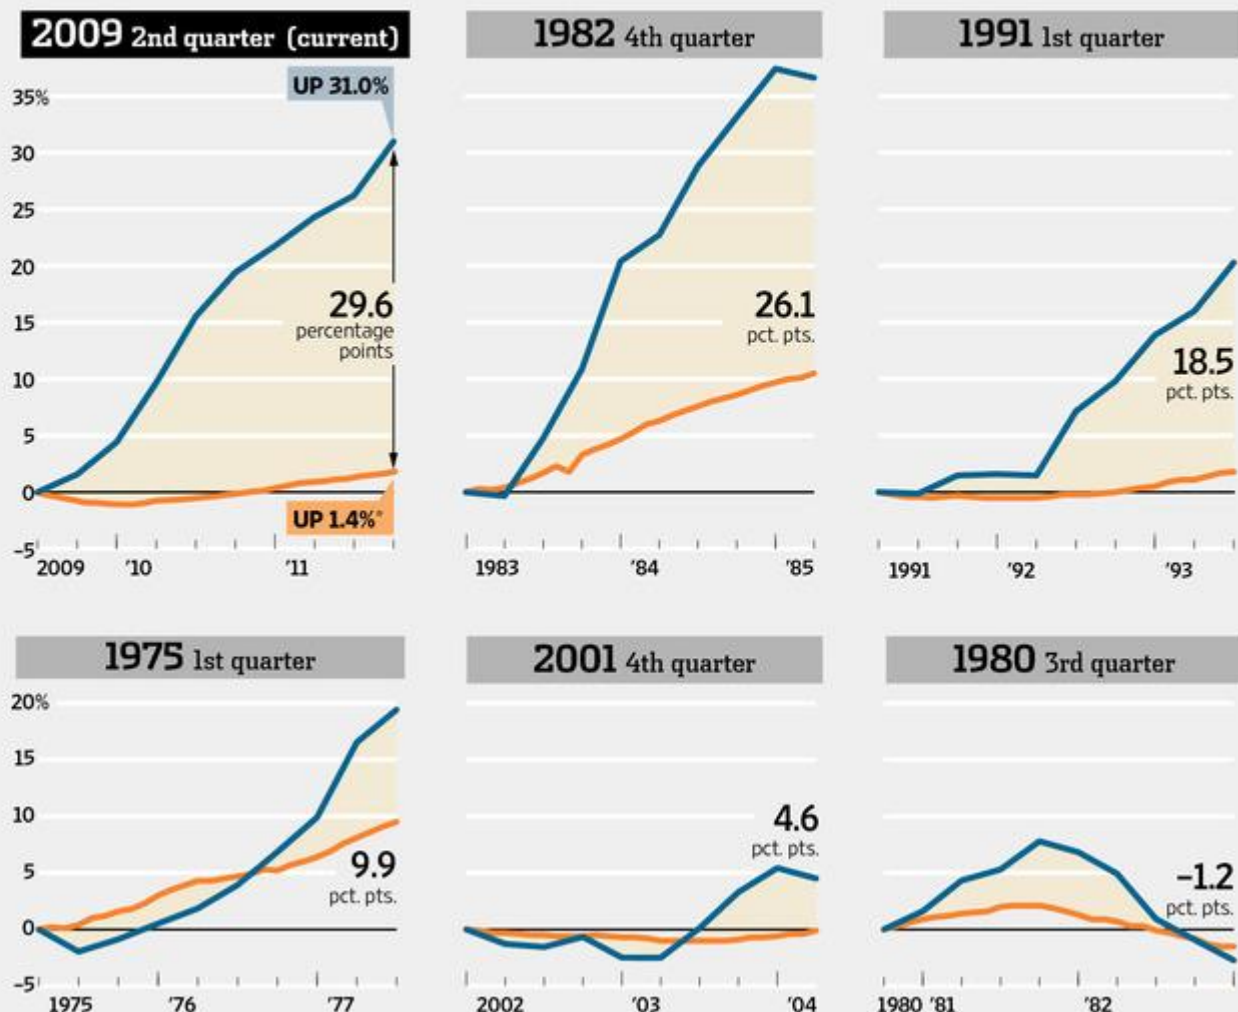 2009 2nd quarter (current)
UP 31.0%
35%
30
25
20
15
10
5
0
-5
29.6
percentage
points
UP 1.4%*
2009 '10 '11
1982 4th quarter
26.1
pct. pts.
1983 '84 '85
1991 1st quarter
18.5
pct. pts.
1991 '92 '93
1975 1st quarter
20%
15
10
5
0
-5
9.9
pct. pts.
1975 '76 '77
2001 4th quarter
4.6
pct. pts.
2002 '03 '04
1980 3rd quarter
-1.2
pct. pts.
1980 '81 '82